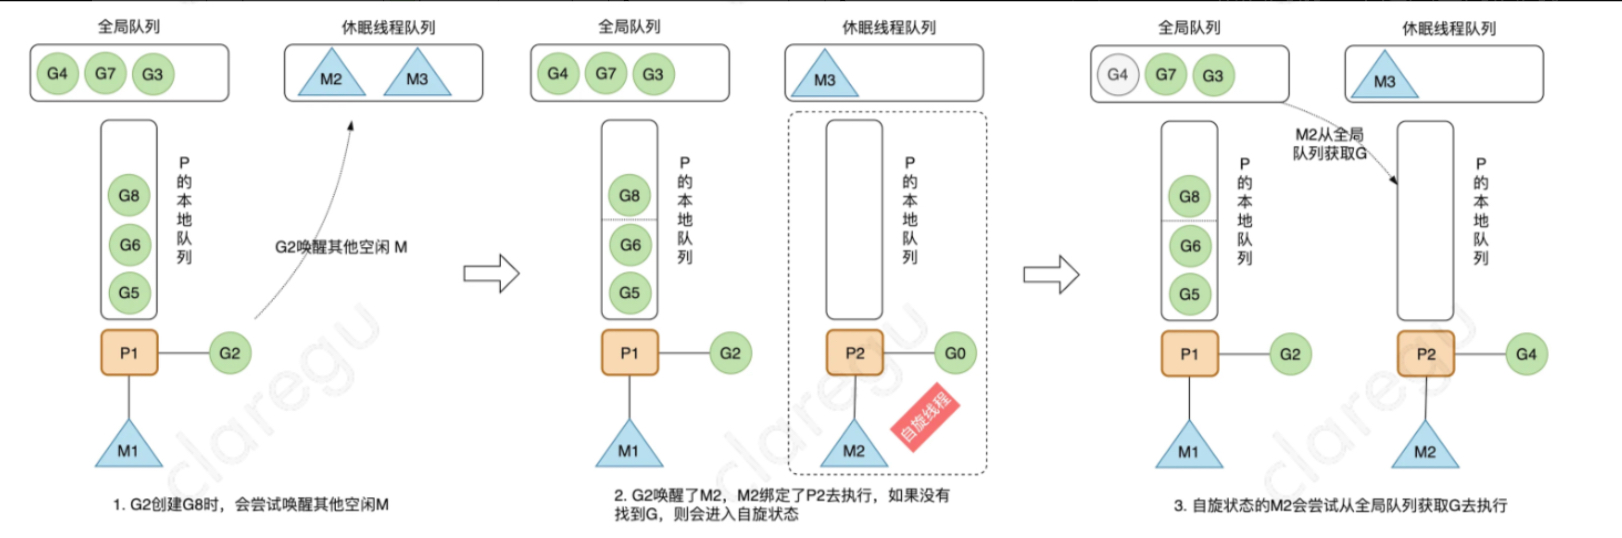 全局队列
休眠线程队列
G4
G7
G3
M2
M3
G8
G6
G5
P的本地队列
G2唤醒其他空闲 M
P1
G2
M1
1. G2创建G8时，会尝试唤醒其他空闲M
全局队列
休眠线程队列
G4
G7
G3
M3
G8
G6
G5
P的本地队列
P的本地队列
P1
G2
P2
G0
自旋线程
M1
M2
2. G2唤醒了M2，M2绑定了P2去执行，如果没有
找到G，则会进入自旋状态
全局队列
休眠线程队列
G4
G7
G3
M3
M2从全局
队列获取G
G8
G6
G5
P的本地队列
P的本地队列
P1
G2
P2
G4
M1
M2
3. 自旋状态的M2会尝试从全局队列获取G去执行
claregu
claregu
claregu